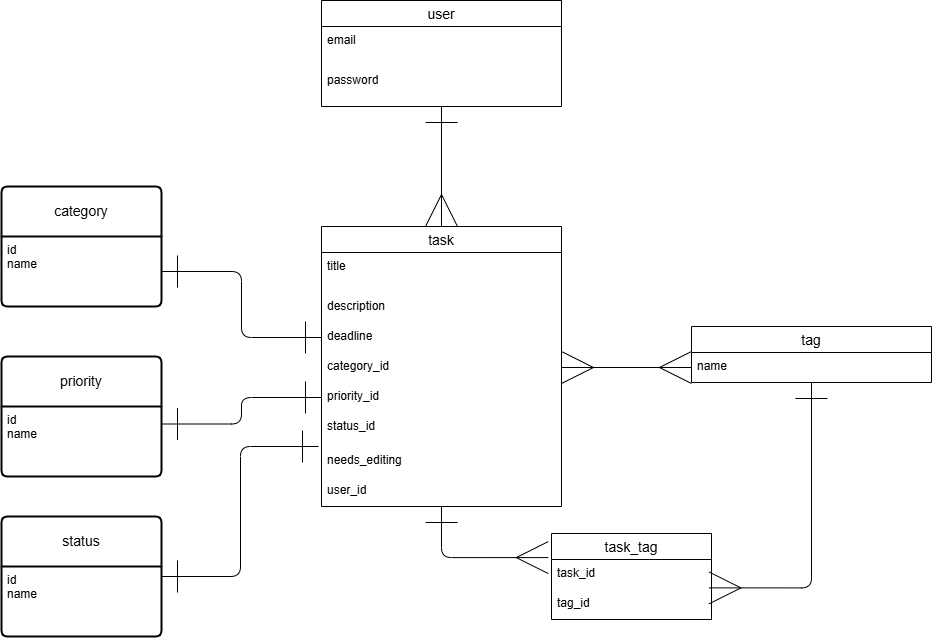 user
email
password
category
id
name
task
title
description
deadline
category_id
priority_id
status_id
needs_editing
user_id
priority
id
name
tag
name
status
id
name
task_tag
task_id
tag_id